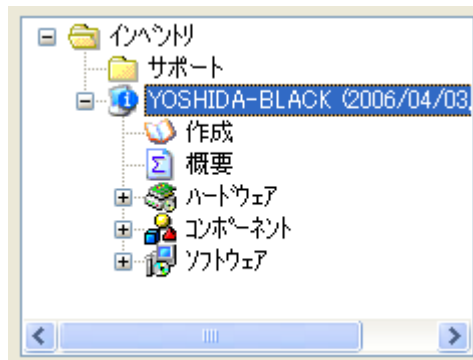 インベントリ
サポート
YOSHIDA-BLACK (2006/04/03
作成
概要
ハードウェア
コンポーネント
ソフトウェア